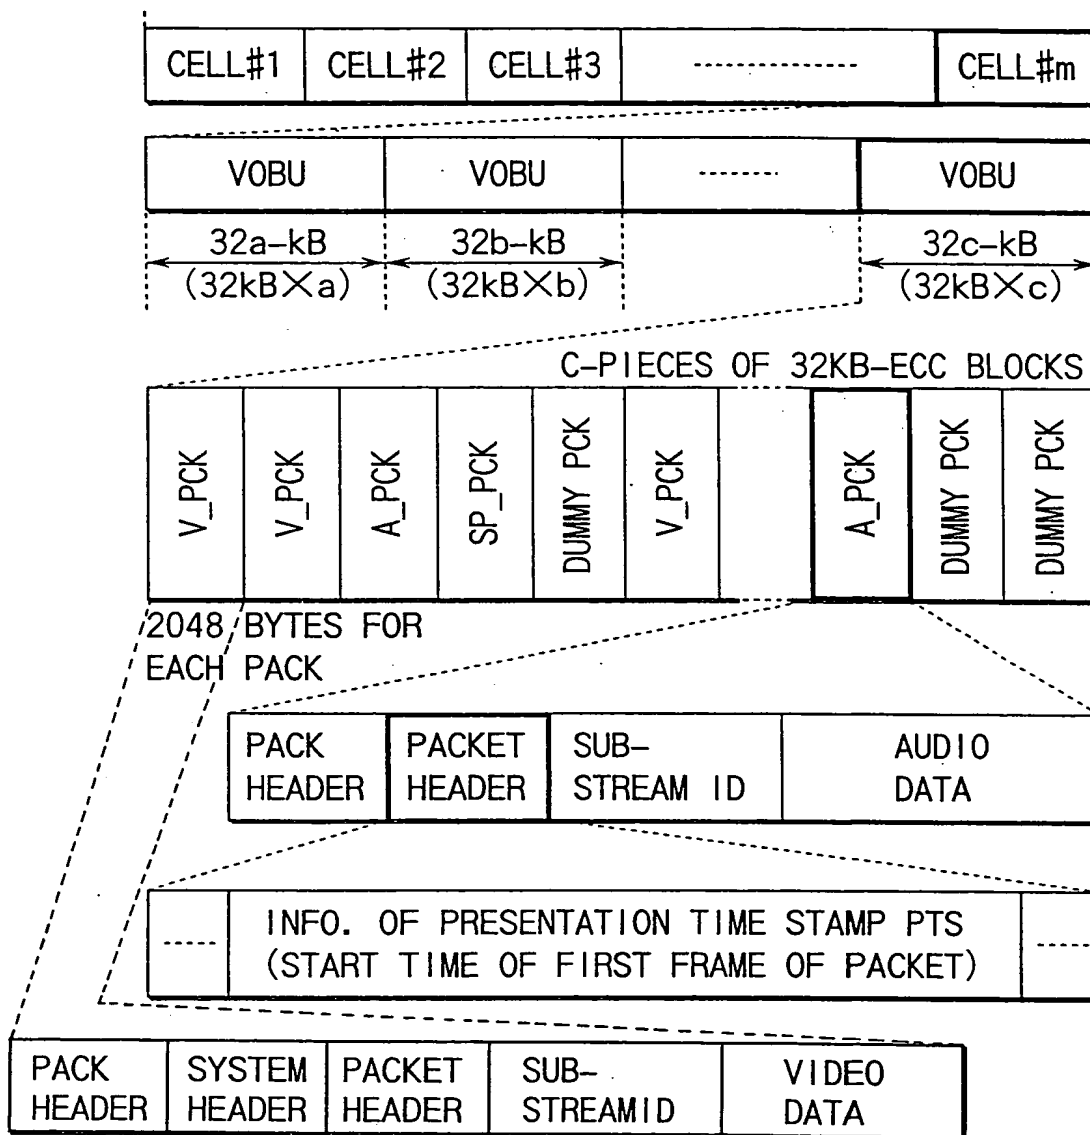 CELL#1 CELL#2 CELL#3 CELL#m
VOBU VOBU VOBU
32a-kB 32b-kB 32c-kB
(32kB×a) (32kB×b) (32kB×c)
C-PIECES OF 32KB-ECC BLOCKS
V_PCK V_PCK A_PCK SP_PCK DUMMY PCK V_PCK A_PCK DUMMY PCK DUMMY PCK
2048 BYTES FOR
EACH PACK
PACK PACKET SUB- AUDIO
HEADER HEADER STREAM ID DATA
INFO. OF PRESENTATION TIME STAMP PTS
(START TIME OF FIRST FRAME OF PACKET)
PACK SYSTEM PACKET SUB- VIDEO
HEADER HEADER HEADER STREAMID DATA